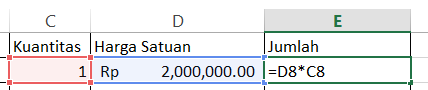 C D E
Kuantitas Harga Satuan Jumlah
1 Rp 2,000,000.00 =D8*C8